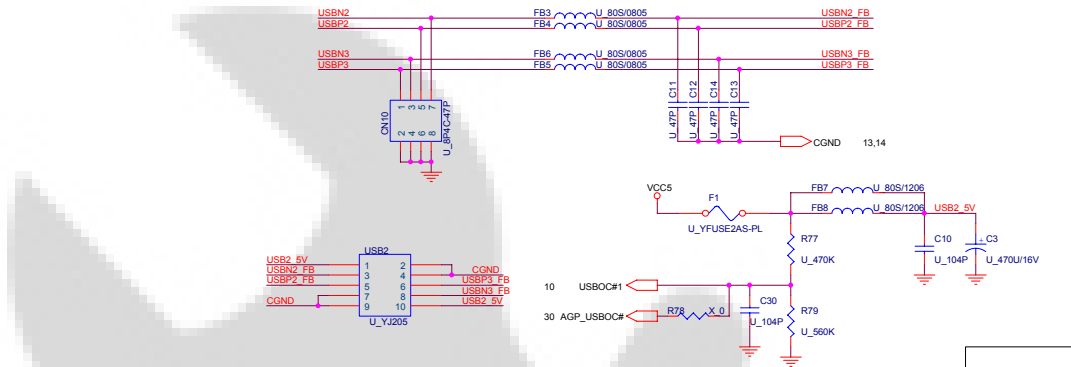 USBN2 FB3 U_80S/0805 USBN2_FB
USBP2 FB4 U_80S/0805 USBP2_FB
USBN3 FB6 U_80S/0805 USBN3_FB
USBP3 FB5 U_80S/0805 USBP3_FB
1 3 5 7
2 4 6 8
CN10
U_8P4C-47P
C11 U_47P
C12 U_47P
C14 U_47P
C13 U_47P
CGND 13,14
VCC5
F1
U_YFUSE2AS-PL
FB7 U_80S/1206
FB8 U_80S/1206
USB2_5V
R77
U_470K
C10
U_104P
+ C3
U_470U/16V
USB2
USB2_5V 1 2
USBN2_FB 3 4 CGND
USBP2_FB 5 6 USBP3_FB
7 8 USBN3_FB
CGND 9 10 USB2_5V
U_YJ205
10 USBOC#1
30 AGP_USBOC#
R78 X_0
C30
U_104P
R79
U_560K